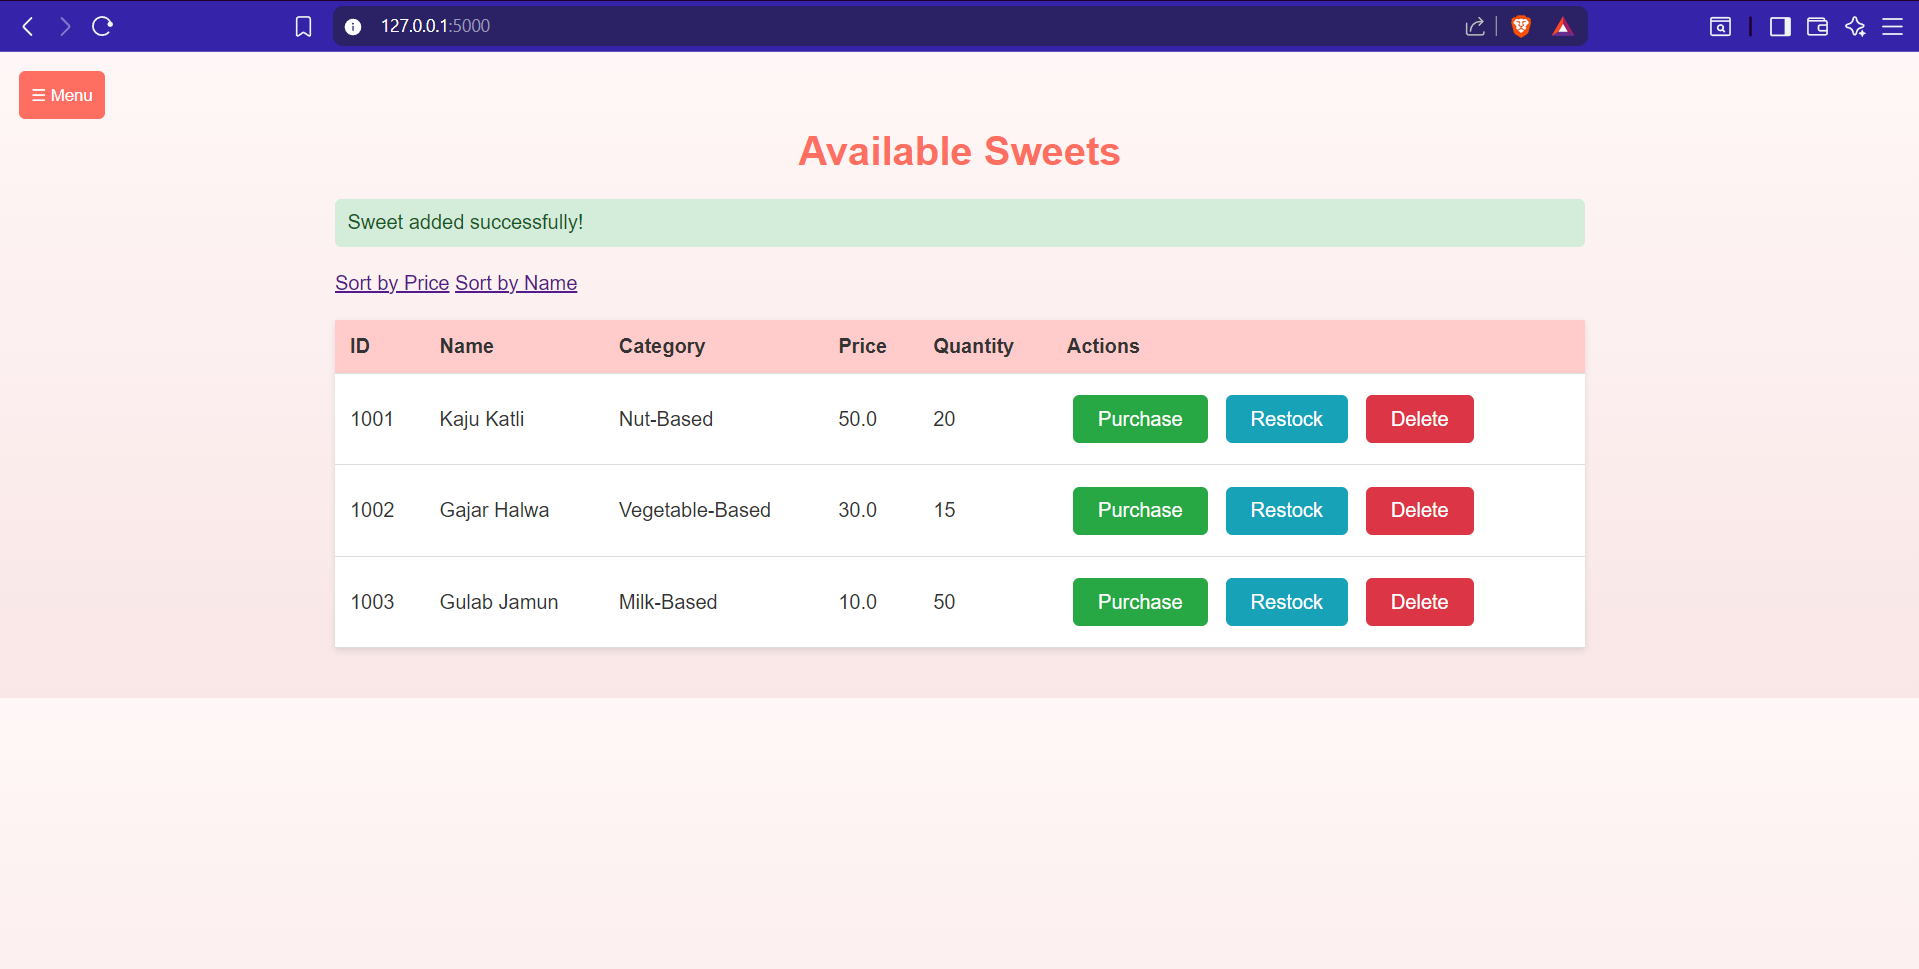 127.0.0.1:5000
☰ Menu
Available Sweets
Sweet added successfully!
Sort by Price Sort by Name
ID Name Category Price Quantity Actions
1001 Kaju Katli Nut-Based 50.0 20 Purchase Restock Delete
1002 Gajar Halwa Vegetable-Based 30.0 15 Purchase Restock Delete
1003 Gulab Jamun Milk-Based 10.0 50 Purchase Restock Delete